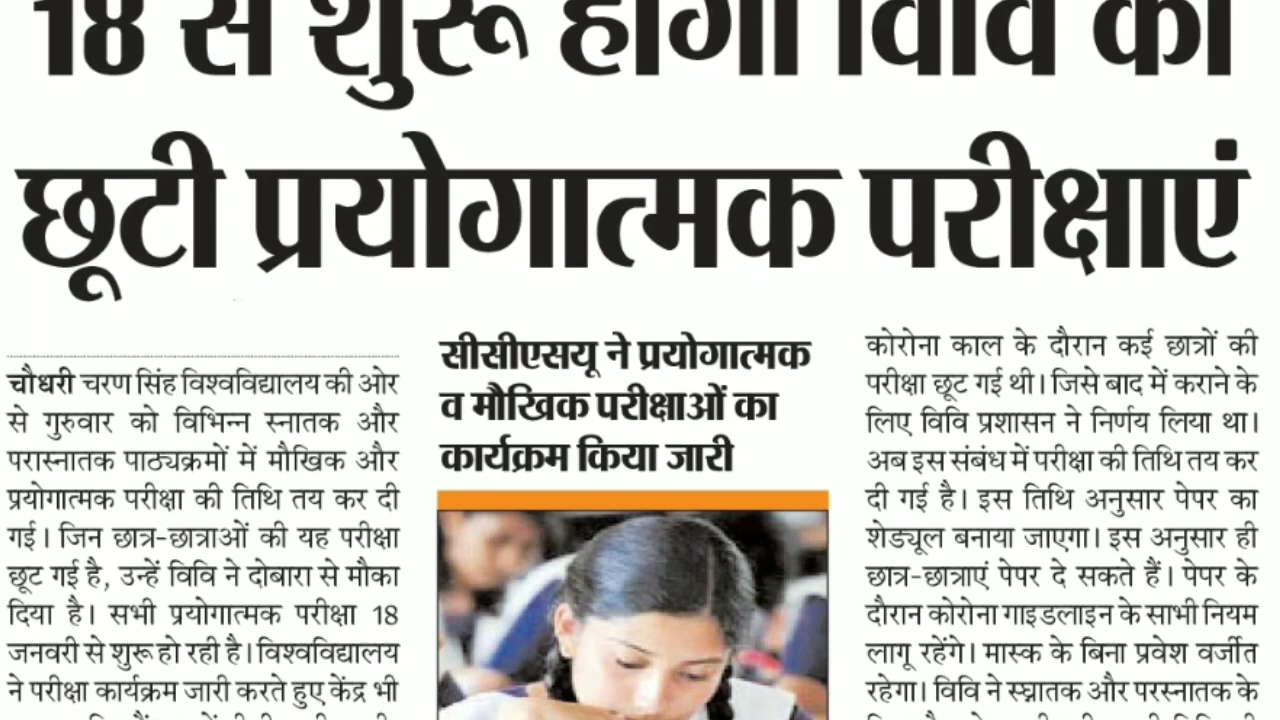 18 से शुरू होंगी विवि की
छूटी प्रयोगात्मक परीक्षाएं
चौधरी चरण सिंह विश्वविद्यालय की ओर
से गुरुवार को विभिन्न स्नातक और
परास्नातक पाठ्यक्रमों में मौखिक और
प्रयोगात्मक परीक्षा की तिथि तय कर दी
गई। जिन छात्र-छात्राओं की यह परीक्षा
छूट गई है, उन्हें विवि ने दोबारा से मौका
दिया है। सभी प्रयोगात्मक परीक्षा 18
जनवरी से शुरू हो रही है। विश्वविद्यालय
ने परीक्षा कार्यक्रम जारी करते हुए केंद्र भी
सीसीएसयू ने प्रयोगात्मक
व मौखिक परीक्षाओं का
कार्यक्रम किया जारी
कोरोना काल के दौरान कई छात्रों की
परीक्षा छूट गई थी। जिसे बाद में कराने के
लिए विवि प्रशासन ने निर्णय लिया था।
अब इस संबंध में परीक्षा की तिथि तय कर
दी गई है। इस तिथि अनुसार पेपर का
शेड्यूल बनाया जाएगा। इस अनुसार ही
छात्र-छात्राएं पेपर दे सकते हैं। पेपर के
दौरान कोरोना गाइडलाइन के साभी नियम
लागू रहेंगे। मास्क के बिना प्रवेश वर्जीत
रहेगा। विवि ने स्घ्नातक और परस्नातक के